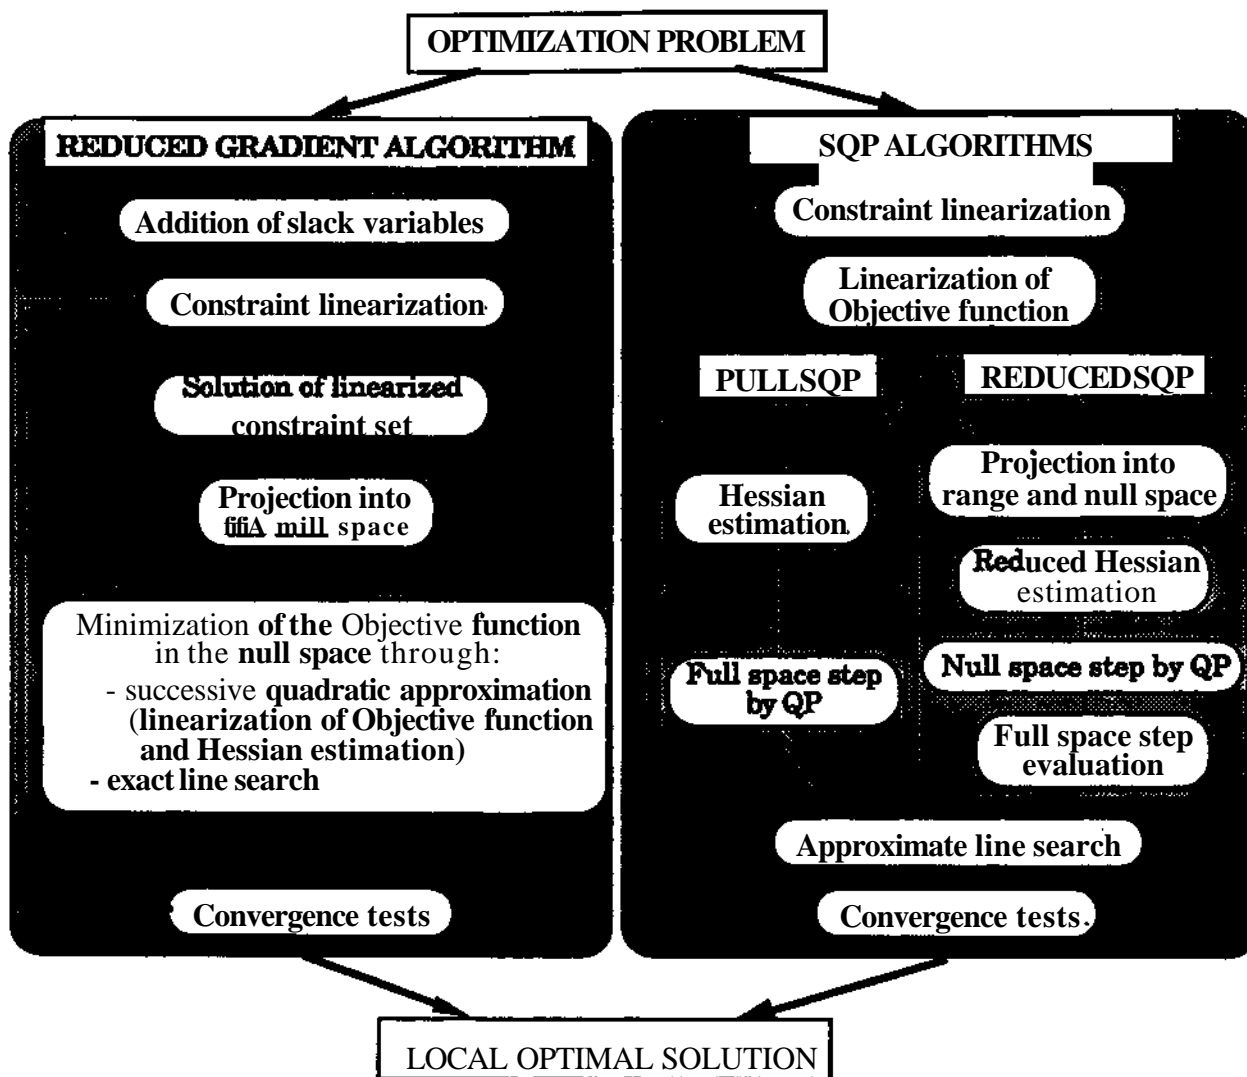 OPTIMIZATION PROBLEM
REDUCED GRADIENT ALGORITHM
Addition of slack variables
Constraint linearization
Solution of linearized
constraint set
Projection into
fifiA mill space
Minimization of the Objective function
in the null space through:
- successive quadratic approximation
(linearization of Objective function
and Hessian estimation)
- exact line search
Convergence tests
SQP ALGORITHMS
Constraint linearization
Linearization of
Objective function
PULLSQP
Hessian
estimation
Full space step
by QP
REDUCEDSQP
Projection into
range and null space
Reduced Hessian
estimation
Null space step by QP
Full space step
evaluation
Approximate line search
Convergence tests
LOCAL OPTIMAL SOLUTION